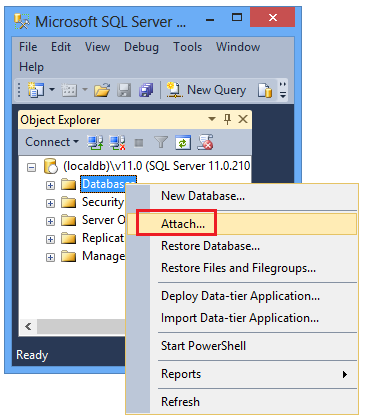 Microsoft SQL Server ...
File Edit View Debug Tools Window
Help
New Query
Object Explorer
Connect
(localdb)\v11.0 (SQL Server 11.0.210
Databases
Security
Server O
Replicat
Manage
New Database...
Attach...
Restore Database...
Restore Files and Filegroups...
Deploy Data-tier Application...
Import Data-tier Application...
Start PowerShell
Reports
Refresh
Ready